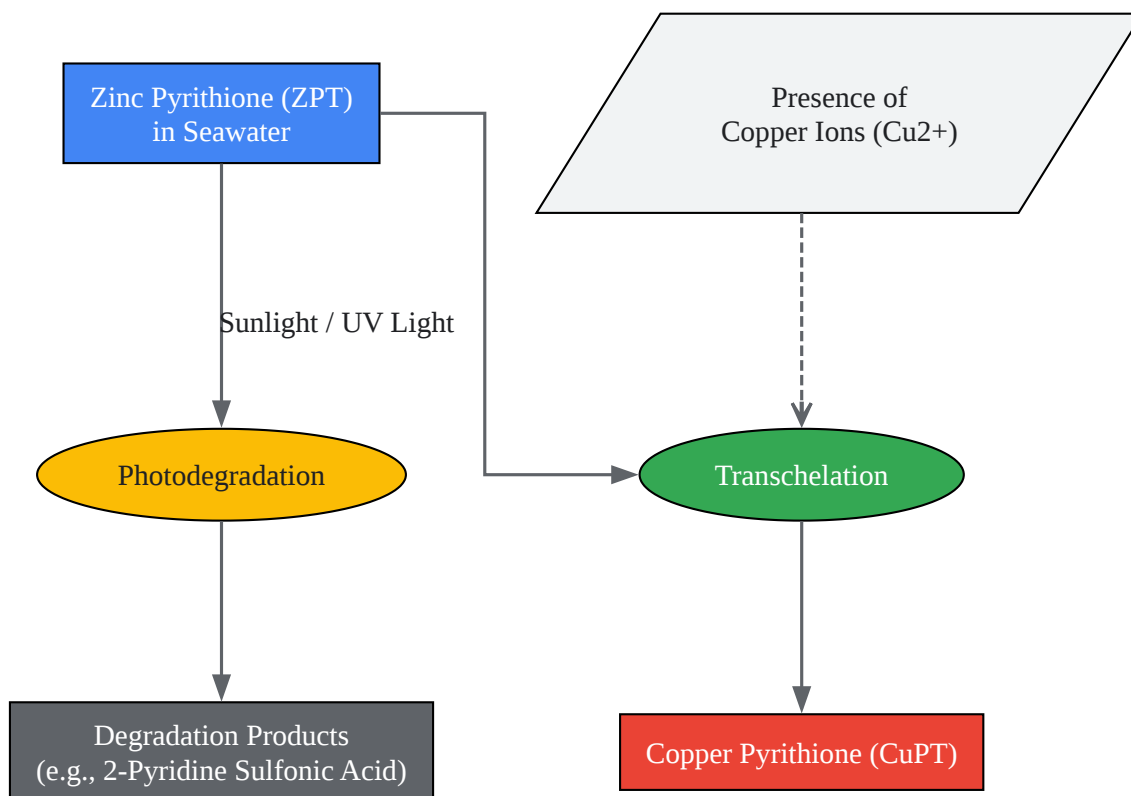 Zinc Pyrithione (ZPT)
in Seawater
Presence of
Copper Ions (Cu2+)
Sunlight / UV Light
Photodegradation
Transchelation
Degradation Products
(e.g., 2-Pyridine Sulfonic Acid)
Copper Pyrithione (CuPT)